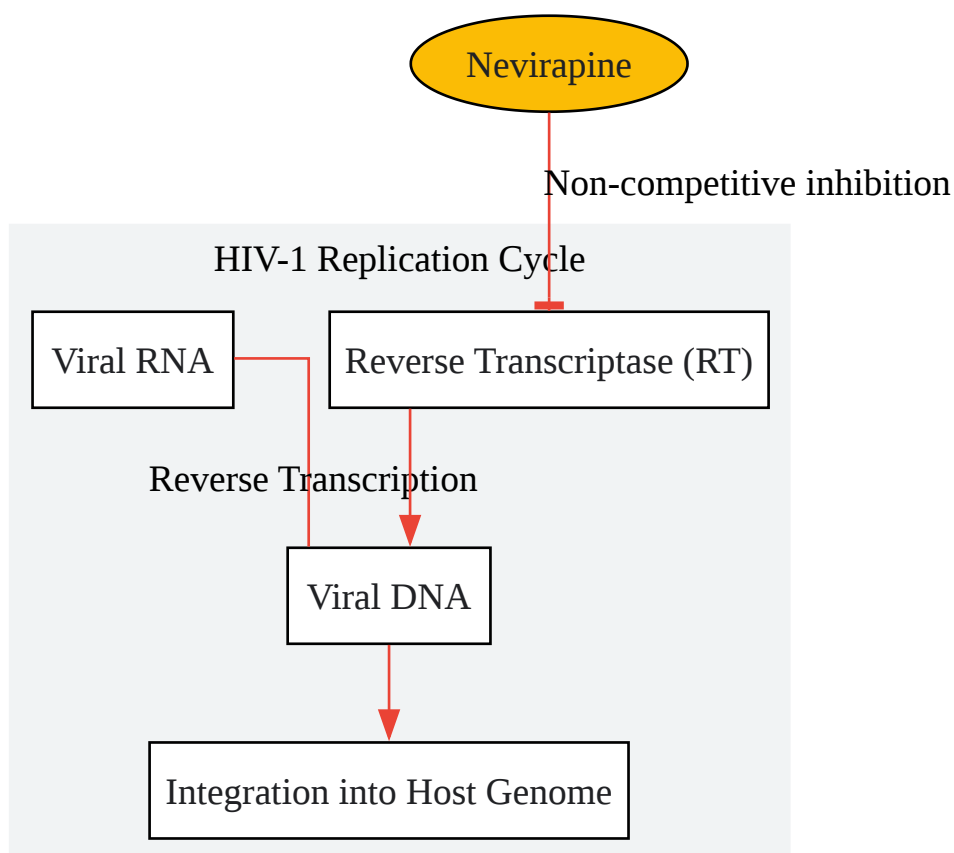 Nevirapine
Non-competitive inhibition
HIV-1 Replication Cycle
Viral RNA
Reverse Transcriptase (RT)
Reverse Transcription
Viral DNA
Integration into Host Genome